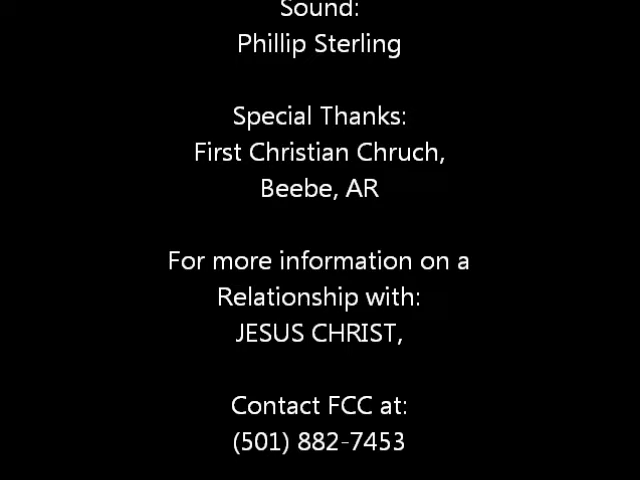 Sound:
Phillip Sterling
Special Thanks:
First Christian Chruch,
Beebe, AR
For more information on a
Relationship with:
JESUS CHRIST,
Contact FCC at:
(501) 882-7453